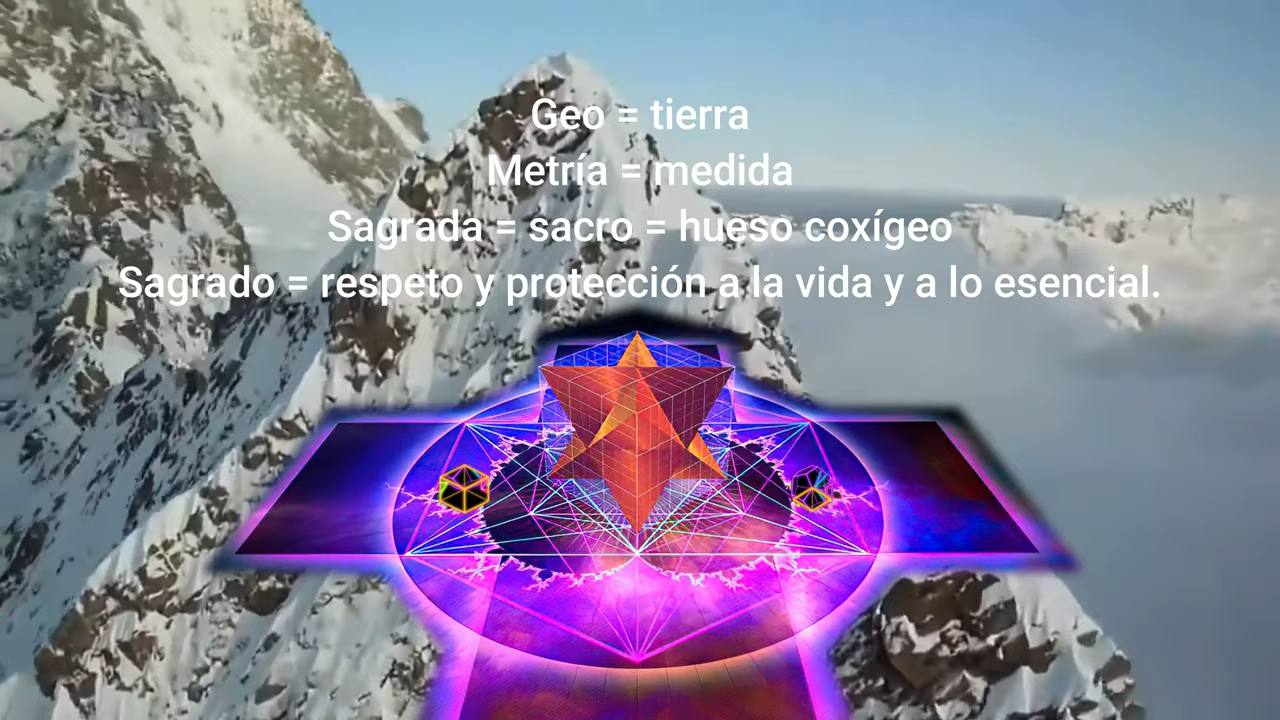 Geo = tierra
Metría = medida
Sagrada = sacro = hueso coxígeo
Sagrado = respeto y protección a la vida y a lo esencial.